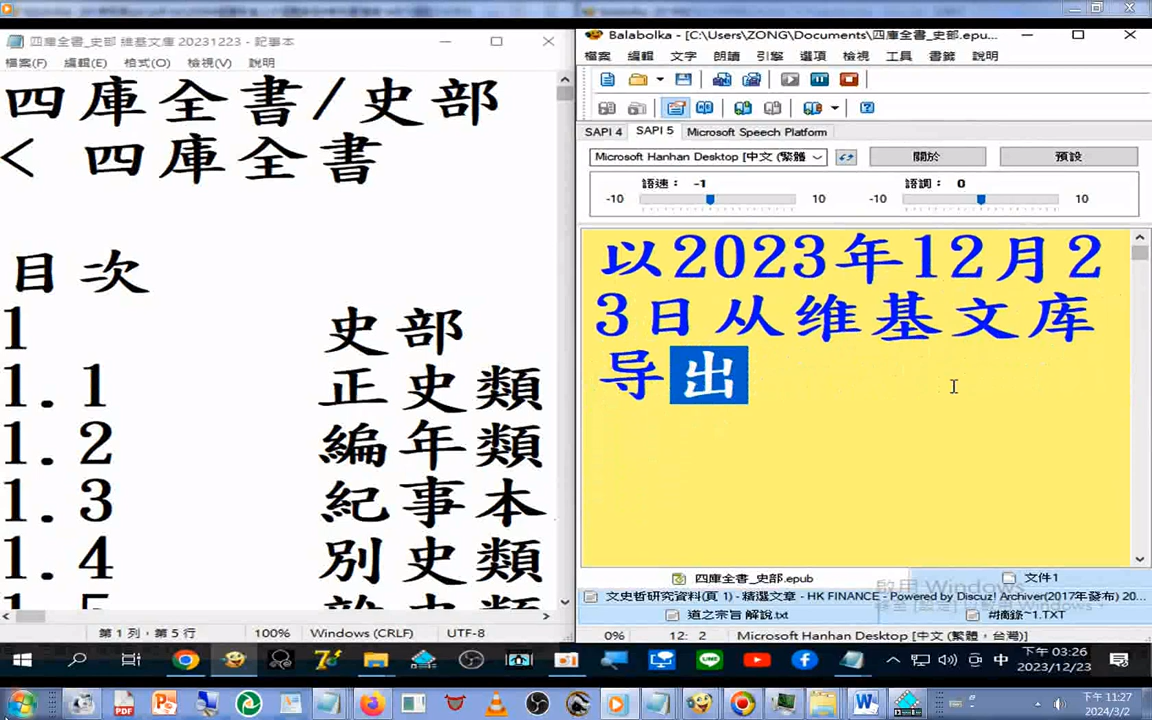 四庫全書_史部 維基文庫 20231223 - 記事本
檔案(F) 編輯(E) 格式(O) 檢視(V) 說明
四庫全書/史部
< 四庫全書
目次
1 史部
1.1 正史類
1.2 編年類
1.3 紀事本
1.4 別史類
第 1 列，第 5 行 100% Windows (CRLF) UTF-8
Balabolka - [C:\Users\ZONG\Documents\四庫全書_史部.epu...
檔案 編輯 文字 朗讀 引擎 選項 檢視 工具 書籤 說明
SAPI 4 SAPI 5 Microsoft Speech Platform
Microsoft Hanhan Desktop [中文 (繁體 關於 預設
語速： -1 語調： 0
-10 10 -10 10
以2023年12月2
3日从维基文库
导出
四庫全書_史部.epub 文件1
啟用 Windows
文史哲研究資料(頁 1) - 精選文章 - HK FINANCE - Powered by Discuz! Archiver(2017年發布) 20...
道之宗旨 解說.txt #摘錄~1.TXT
0% 12: 2 Microsoft Hanhan Desktop [中文 (繁體，台灣)]
中 下午 03:26
2023/12/23
下午 11:27
2024/3/2